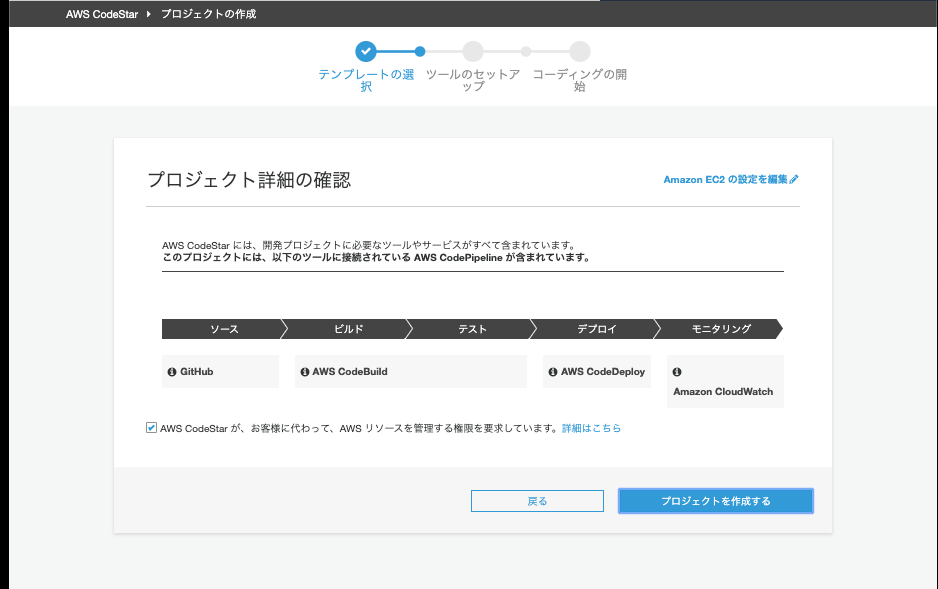 AWS CodeStar ▸ プロジェクトの作成
テンプレートの選
択
ツールのセットア
ップ
コーディングの開
始
プロジェクト詳細の確認
Amazon EC2 の設定を編集
AWS CodeStar には、開発プロジェクトに必要なツールやサービスがすべて含まれています。
このプロジェクトには、以下のツールに接続されている AWS CodePipeline が含まれています。
ソース
ビルド
テスト
デプロイ
モニタリング
GitHub
AWS CodeBuild
AWS CodeDeploy
Amazon CloudWatch
AWS CodeStar が、お客様に代わって、AWS リソースを管理する権限を要求しています。詳細はこちら
戻る
プロジェクトを作成する